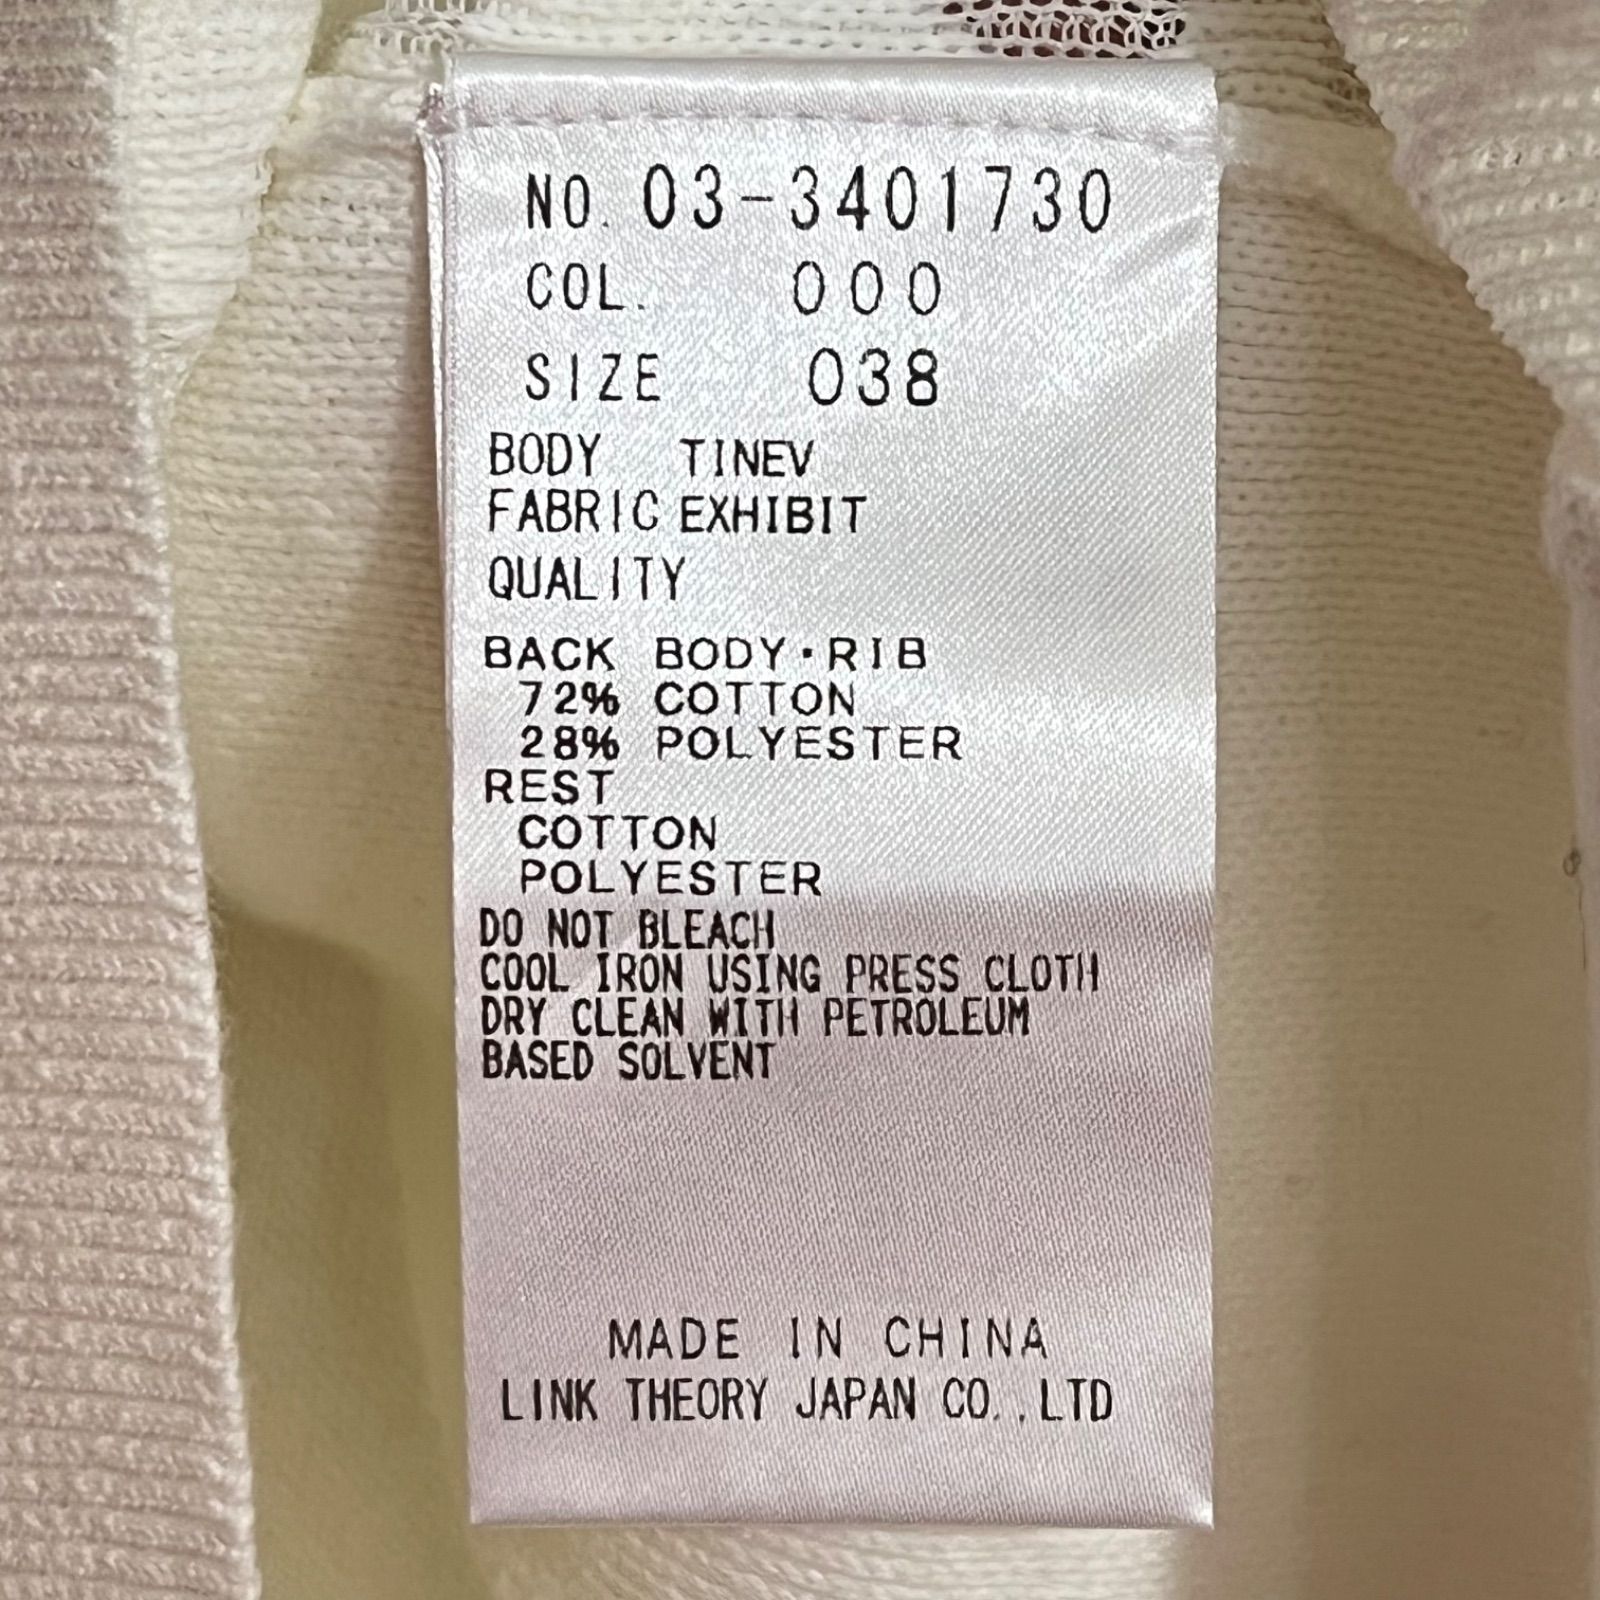 NO. 03-3401730
COL. 000
SIZE 038
BODY TINEV
FABRIC EXHIBIT
QUALITY
BACK BODY・RIB
72% COTTON
28% POLYESTER
REST
COTTON
POLYESTER
DO NOT BLEACH
COOL IRON USING PRESS CLOTH
DRY CLEAN WITH PETROLEUM
BASED SOLVENT
MADE IN CHINA
LINK THEORY JAPAN CO.,LTD